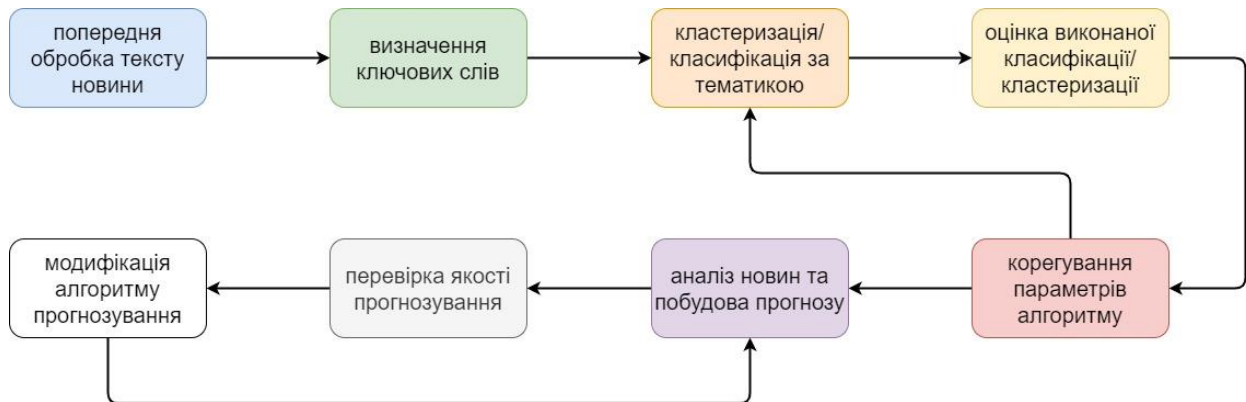 попередня
обробка тексту
новини
визначення
ключових слів
кластеризація/
класифікація за
тематикою
оцінка виконаної
класифікації/
кластеризації
модифікація
алгоритму
прогнозування
перевірка якості
прогнозування
аналіз новин та
побудова прогнозу
корегування
параметрів
алгоритму